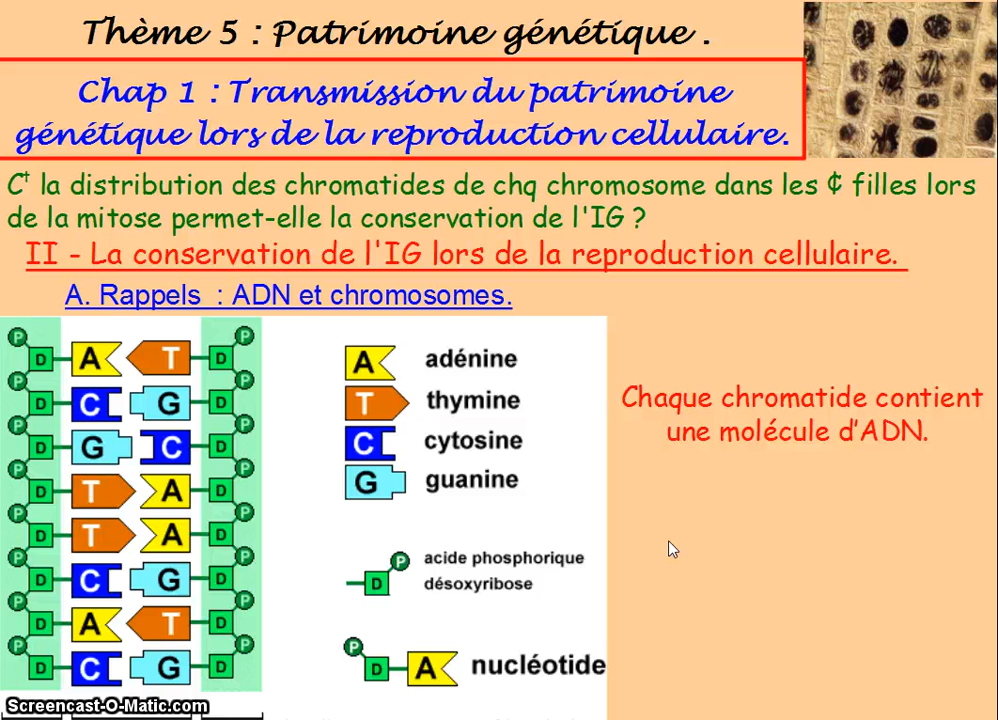 Thème 5 : Patrimoine génétique .
Chap 1 : Transmission du patrimoine
génétique lors de la reproduction cellulaire.
Cᵗ la distribution des chromatides de chq chromosome dans les ¢ filles lors
de la mitose permet-elle la conservation de l'IG ?
II - La conservation de l'IG lors de la reproduction cellulaire.
A. Rappels : ADN et chromosomes.
P P
D A T D
P P
D C G D
P P
D G C D
P P
D T A D
P P
D T A D
P P
D C G D
P P
D A T D
P P
D C G D
A adénine
T thymine
C cytosine
G guanine
P acide phosphorique
D désoxyribose
P
D A nucléotide
Chaque chromatide contient
une molécule d'ADN.
Screencast-O-Matic.com